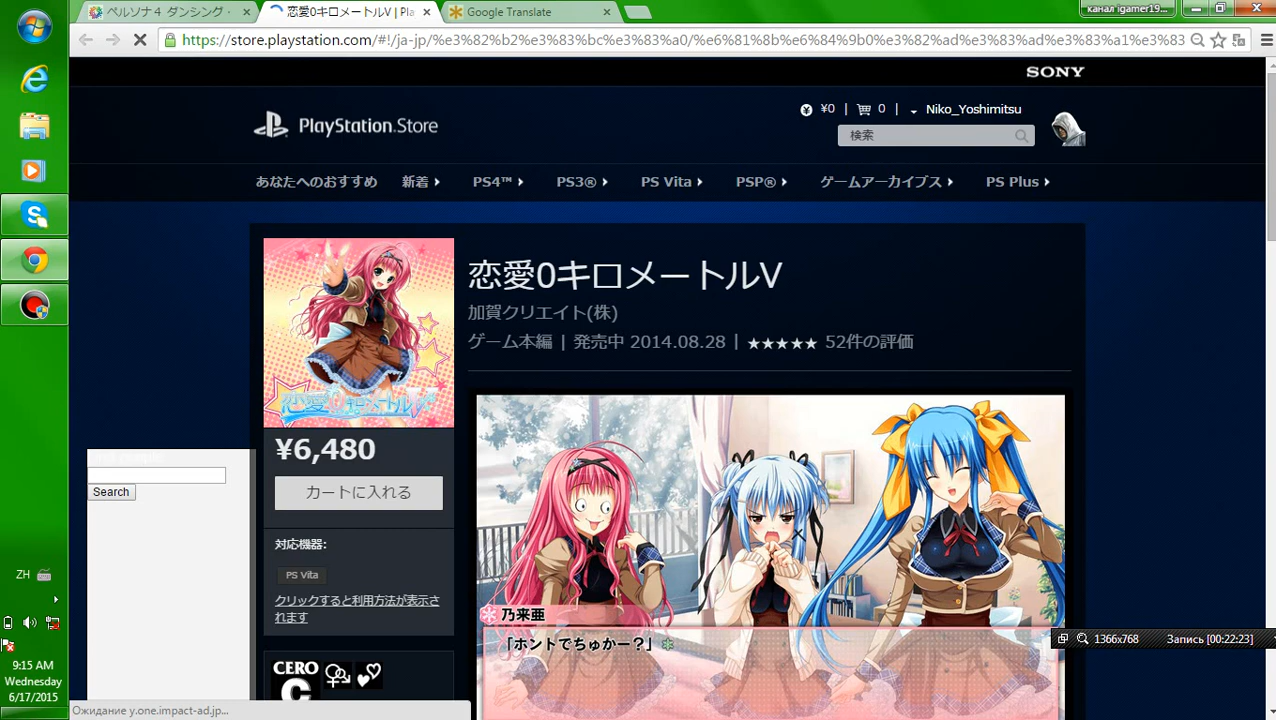 ペルソナ４ ダンシング・
恋愛0キロメートルV | Pla
Google Translate
канал igamer19...
https://store.playstation.com/#!/ja-jp/%e3%82%b2%e3%83%bc%e3%83%a0/%e6%81%8b%e6%84%9b0%e3%82%ad%e3%83%ad%e3%83%a1%e3%83
SONY
PlayStation.Store
¥0 | 0 | Niko_Yoshimitsu
検索
あなたへのおすすめ 新着 PS4™ PS3® PS Vita PSP® ゲームアーカイブス PS Plus
恋愛0キロメートルV
加賀クリエイト(株)
ゲーム本編 | 発売中 2014.08.28 | ★★★★★ 52件の評価
恋愛0キロメートルV
¥6,480
カートに入れる
対応機器:
PS Vita
クリックすると利用方法が表示さ
れます
CERO
C
乃来亜
「ホントでちゅかー？」
Search
ZH
9:15 AM
Wednesday
6/17/2015
1366x768 Запись [00:22:23]
Ожидание y.one.impact-ad.jp...